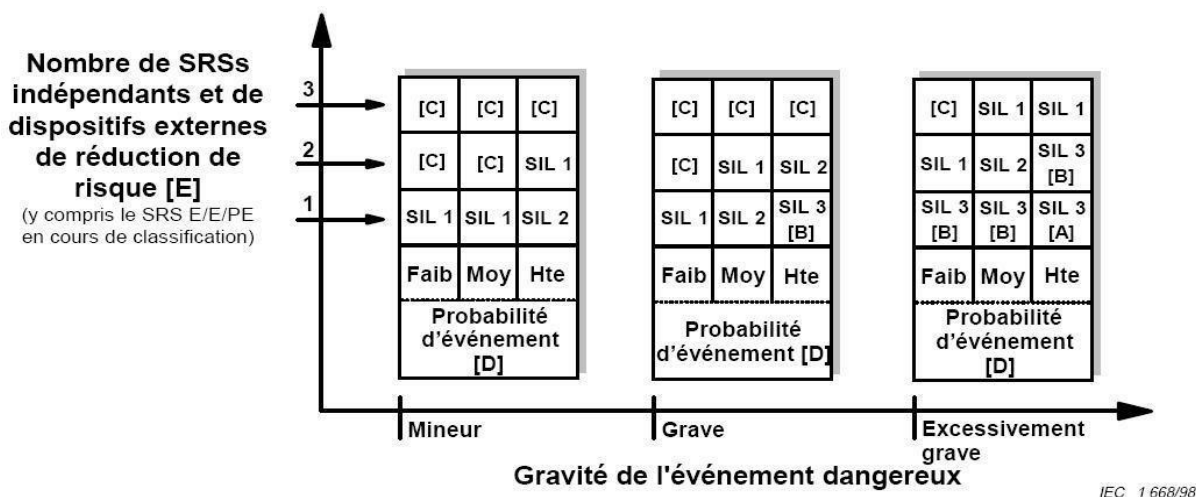 Nombre de SRSs
indépendants et de
dispositifs externes
de réduction de
risque [E]
(y compris le SRS E/E/PE
en cours de classification)
3
[C] [C] [C]
[C] [C] [C]
[C] SIL 1 SIL 1
2
[C] [C] SIL 1
[C] SIL 1 SIL 2
SIL 1 SIL 2 SIL 3
[B]
1
SIL 1 SIL 1 SIL 2
SIL 1 SIL 2 SIL 3
[B]
SIL 3 SIL 3 SIL 3
[B] [B] [A]
Faib Moy Hte
Probabilité
d'événement
[D]
Faib Moy Hte
Probabilité
d'événement [D]
Faib Moy Hte
Probabilité
d'événement
[D]
Mineur
Grave
Excessivement
grave
Gravité de l'événement dangereux
IEC 1 668/98